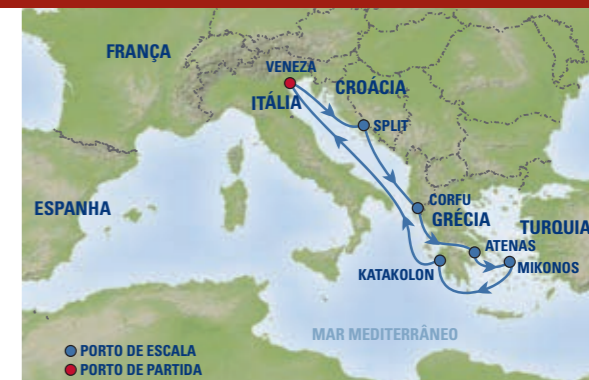 FRANÇA
VENEZA
CROÁCIA
ITÁLIA
SPLIT
ESPANHA
CORFU
GRÉCIA
TURQUIA
ATENAS
KATAKOLON
MIKONOS
MAR MEDITERRÂNEO
PORTO DE ESCALA
PORTO DE PARTIDA